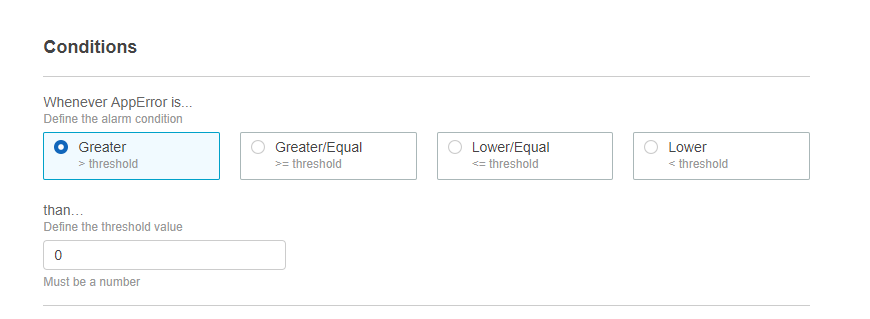 Conditions
Whenever AppError is...
Define the alarm condition
Greater
> threshold
Greater/Equal
>= threshold
Lower/Equal
<= threshold
Lower
< threshold
than...
Define the threshold value
0
Must be a number